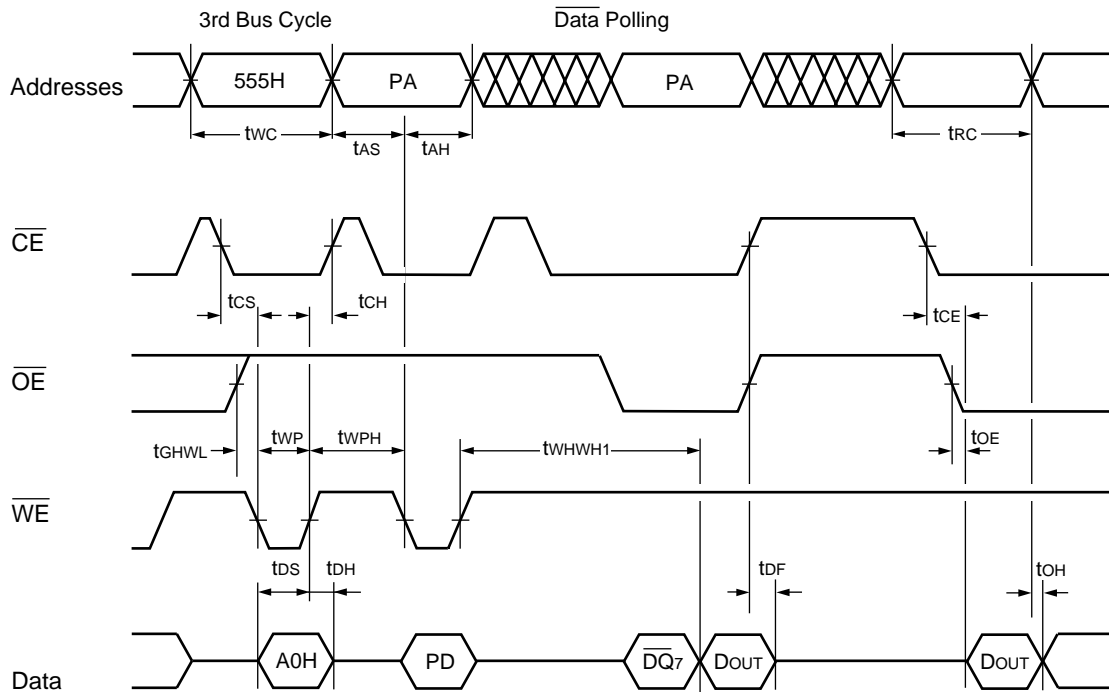 3rd Bus Cycle Data Polling
Addresses 555H PA PA
tWC tAS tAH tRC
CE
tCS tCH tCE
OE
tGHWL tWP tWPH tWHWH1 tOE
WE
tDS tDH tDF tOH
Data A0H PD DQ7 DOUT DOUT